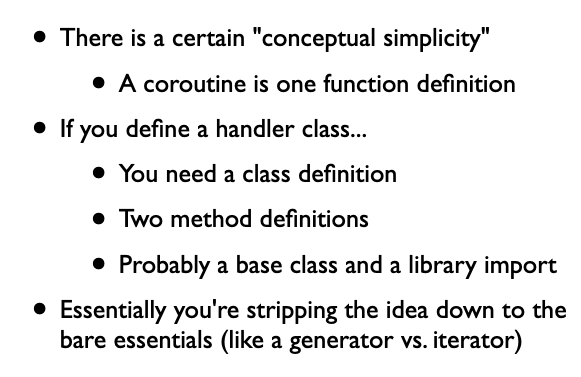 • There is a certain "conceptual simplicity"
• A coroutine is one function definition
• If you define a handler class...
• You need a class definition
• Two method definitions
• Probably a base class and a library import
• Essentially you're stripping the idea down to the
bare essentials (like a generator vs. iterator)